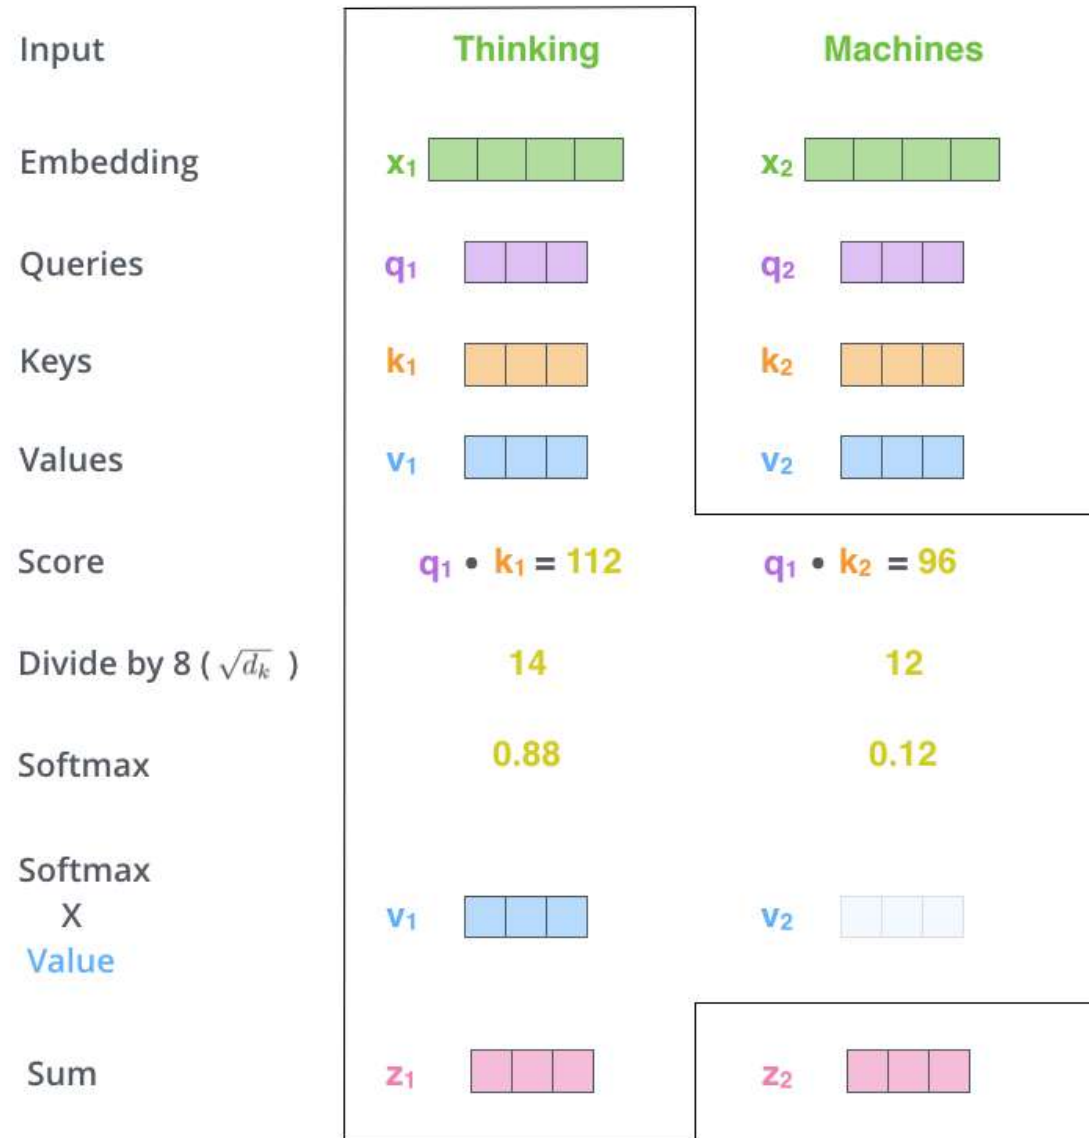 Input Thinking Machines
Embedding x₁ x₂
Queries q₁ q₂
Keys k₁ k₂
Values v₁ v₂
Score q₁ • k₁ = 112 q₁ • k₂ = 96
Divide by 8 ( √dₖ ) 14 12
Softmax 0.88 0.12
Softmax
X v₁ v₂
Value
Sum z₁ z₂